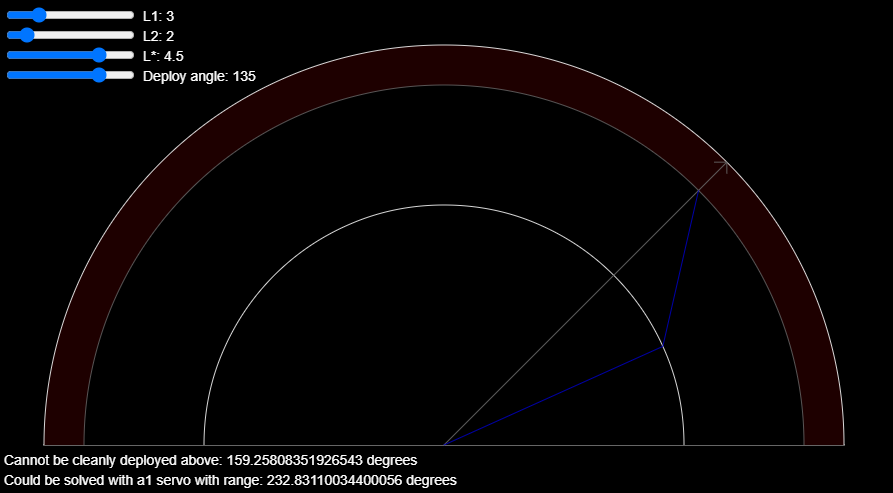 L1: 3
L2: 2
L*: 4.5
Deploy angle: 135
Cannot be cleanly deployed above: 159.25808351926543 degrees
Could be solved with a1 servo with range: 232.83110034400056 degrees